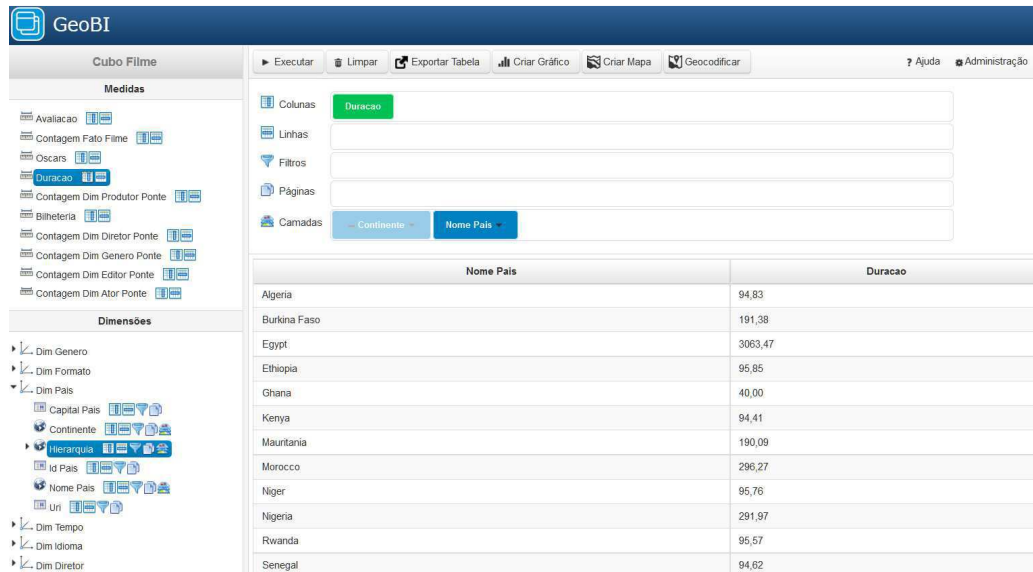 GeoBI
Cubo Filme
Executar Limpar Exportar Tabela Criar Gráfico Criar Mapa Geocodificar ? Ajuda Administração
Medidas
Avaliacao
Contagem Fato Filme
Oscars
Duracao
Contagem Dim Produtor Ponte
Bilheteria
Contagem Dim Diretor Ponte
Contagem Dim Genero Ponte
Contagem Dim Editor Ponte
Contagem Dim Ator Ponte
Dimensões
Dim Genero
Dim Formato
Dim Pais
Capital Pais
Continente
Hierarquia
Id Pais
Nome Pais
Uri
Dim Tempo
Dim Idioma
Dim Diretor
Colunas Duracao
Linhas
Filtros
Páginas
Camadas Continente Nome Pais
Nome Pais Duracao
Algeria 94,83
Burkina Faso 191,38
Egypt 3063,47
Ethiopia 95,85
Ghana 40,00
Kenya 94,41
Mauritania 190,09
Morocco 296,27
Niger 95,76
Nigeria 291,97
Rwanda 95,57
Senegal 94,62